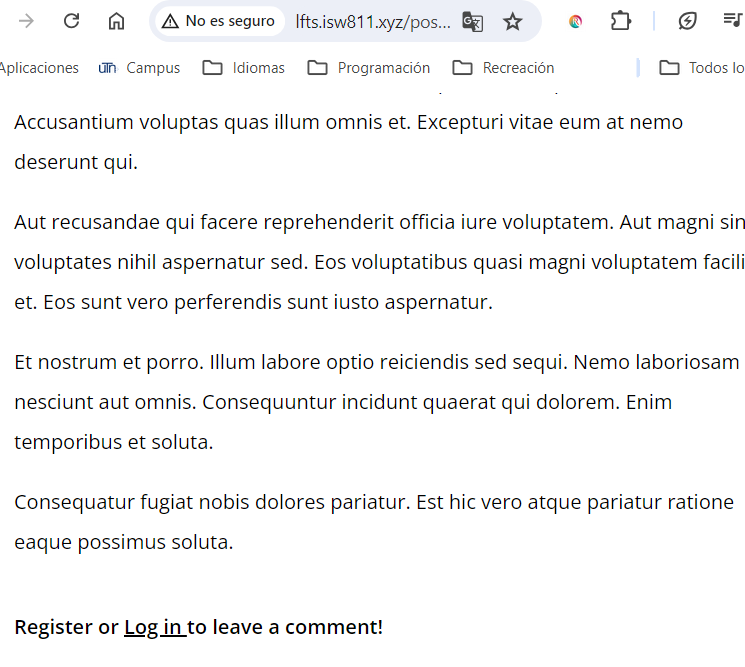 No es seguro lfts.isw811.xyz/pos...
Aplicaciones utn Campus Idiomas Programación Recreación Todos lo
Accusantium voluptas quas illum omnis et. Excepturi vitae eum at nemo
deserunt qui.
Aut recusandae qui facere reprehenderit officia iure voluptatem. Aut magni sin
voluptates nihil aspernatur sed. Eos voluptatibus quasi magni voluptatem facili
et. Eos sunt vero perferendis sunt iusto aspernatur.
Et nostrum et porro. Illum labore optio reiciendis sed sequi. Nemo laboriosam
nesciunt aut omnis. Consequuntur incidunt quaerat qui dolorem. Enim
temporibus et soluta.
Consequatur fugiat nobis dolores pariatur. Est hic vero atque pariatur ratione
eaque possimus soluta.
Register or Log in to leave a comment!